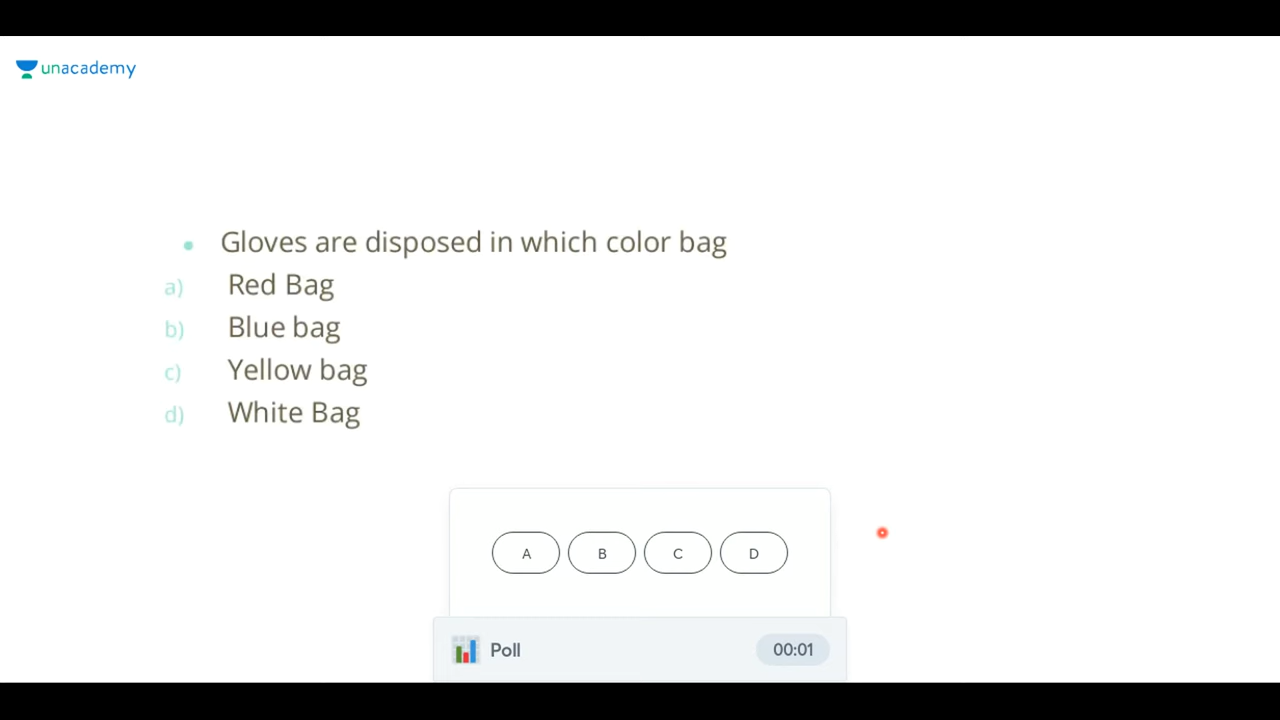 unacademy
• Gloves are disposed in which color bag
a) Red Bag
b) Blue bag
c) Yellow bag
d) White Bag
A B C D
Poll 00:01